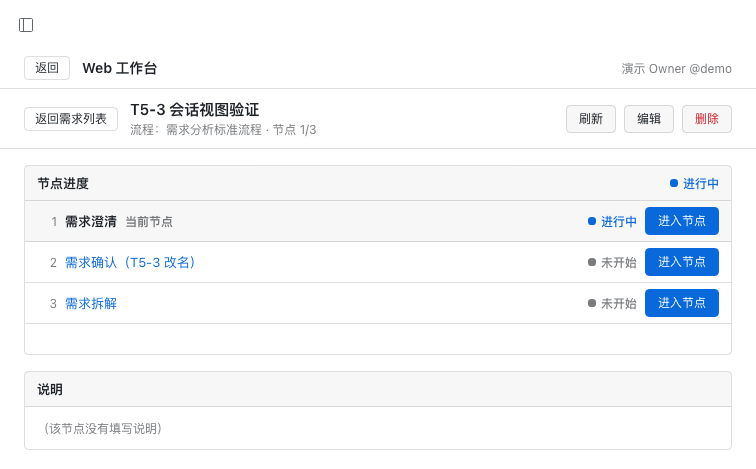 返回 Web 工作台 演示 Owner @demo
返回需求列表 T5-3 会话视图验证 刷新 编辑 删除
流程：需求分析标准流程 · 节点 1/3
节点进度 进行中
1 需求澄清 当前节点 进行中 进入节点
2 需求确认（T5-3 改名） 未开始 进入节点
3 需求拆解 未开始 进入节点
说明
（该节点没有填写说明）